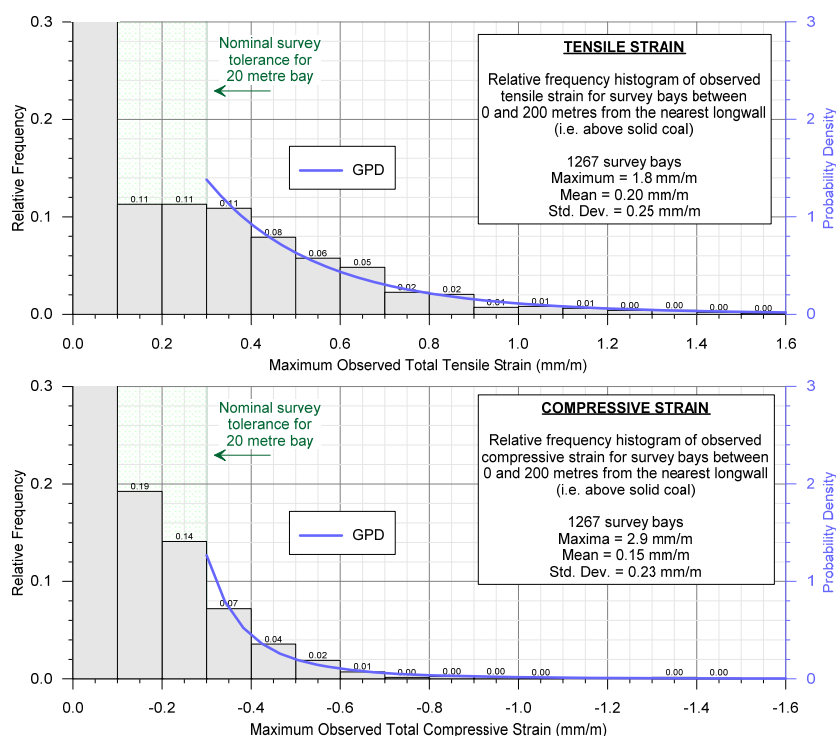 0.3
0.2
0.1
0.0
Relative Frequency
Nominal survey
tolerance for
20 metre bay
GPD
TENSILE STRAIN
Relative frequency histogram of observed
tensile strain for survey bays between
0 and 200 metres from the nearest longwall
(i.e. above solid coal)
1267 survey bays
Maximum = 1.8 mm/m
Mean = 0.20 mm/m
Std. Dev. = 0.25 mm/m
3
2
1
0
Probability Density
0.11 0.11 0.11 0.08 0.06 0.05 0.02 0.02 0.01 0.01 0.01 0.00 0.00 0.00 0.00
0.0 0.2 0.4 0.6 0.8 1.0 1.2 1.4 1.6
Maximum Observed Total Tensile Strain (mm/m)
0.3
0.2
0.1
0.0
Relative Frequency
Nominal survey
tolerance for
20 metre bay
GPD
COMPRESSIVE STRAIN
Relative frequency histogram of observed
compressive strain for survey bays between
0 and 200 metres from the nearest longwall
(i.e. above solid coal)
1267 survey bays
Maxima = 2.9 mm/m
Mean = 0.15 mm/m
Std. Dev. = 0.23 mm/m
3
2
1
0
Probability Density
0.19 0.14 0.07 0.04 0.02 0.01 0.00 0.00 0.00 0.00 0.00 0.00
0.0 -0.2 -0.4 -0.6 -0.8 -1.0 -1.2 -1.4 -1.6
Maximum Observed Total Compressive Strain (mm/m)